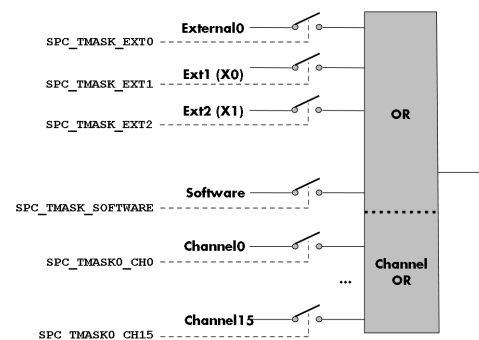 External0
SPC_TMASK_EXT0
Ext1 (X0)
SPC_TMASK_EXT1
Ext2 (X1)
SPC_TMASK_EXT2
OR
Software
SPC_TMASK_SOFTWARE
Channel0
SPC_TMASK0_CH0
Channel
OR
...
Channel15
SPC_TMASK0_CH15